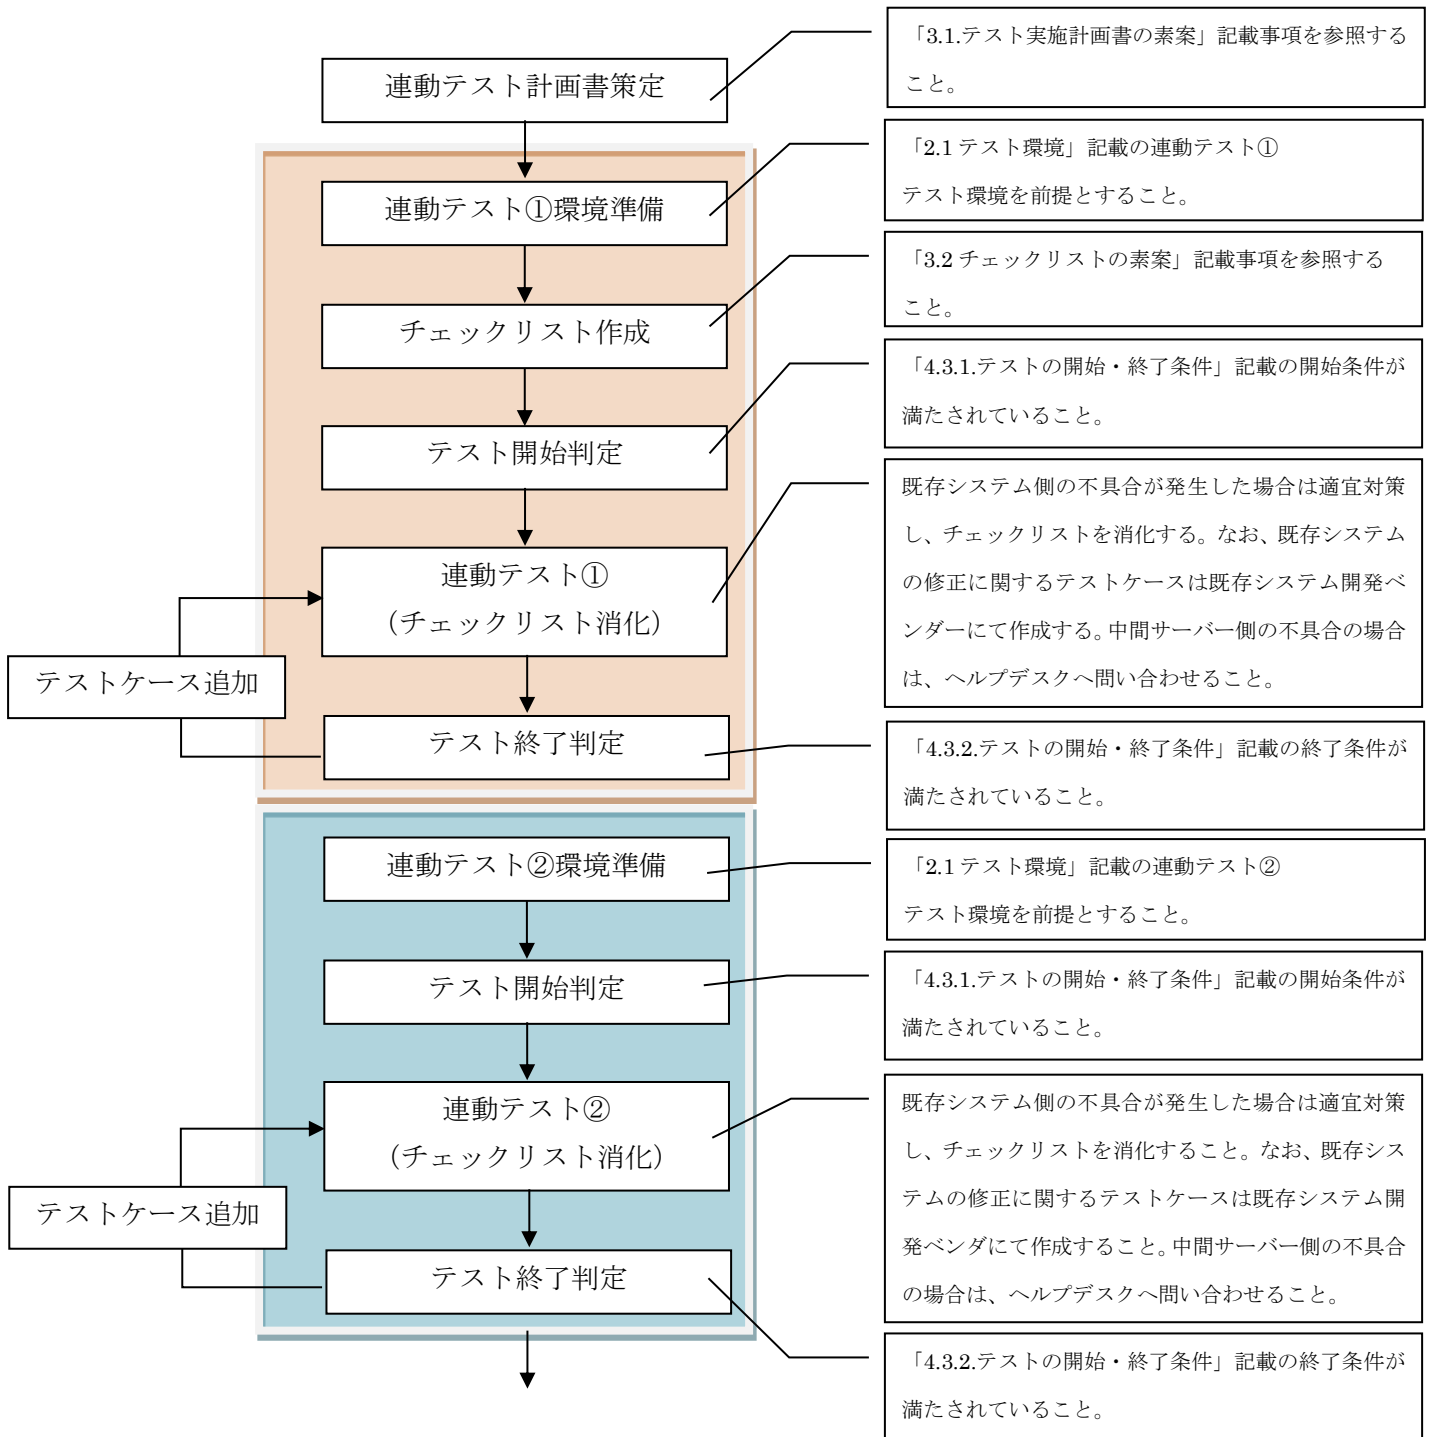 連動テスト計画書策定
「3.1.テスト実施計画書の素案」記載事項を参照する
こと。
連動テスト①環境準備
「2.1テスト環境」記載の連動テスト①
テスト環境を前提とすること。
チェックリスト作成
「3.2チェックリストの素案」記載事項を参照する
こと。
テスト開始判定
「4.3.1.テストの開始・終了条件」記載の開始条件が
満たされていること。
連動テスト①
（チェックリスト消化）
既存システム側の不具合が発生した場合は適宜対策
し、チェックリストを消化する。なお、既存システム
の修正に関するテストケースは既存システム開発ベ
ンダーにて作成する。中間サーバー側の不具合の場合
は、ヘルプデスクへ問い合わせること。
テストケース追加
テスト終了判定
「4.3.2.テストの開始・終了条件」記載の終了条件が
満たされていること。
連動テスト②環境準備
「2.1テスト環境」記載の連動テスト②
テスト環境を前提とすること。
テスト開始判定
「4.3.1.テストの開始・終了条件」記載の開始条件が
満たされていること。
連動テスト②
（チェックリスト消化）
既存システム側の不具合が発生した場合は適宜対策
し、チェックリストを消化すること。なお、既存シス
テムの修正に関するテストケースは既存システム開
発ベンダにて作成すること。中間サーバー側の不具合
の場合は、ヘルプデスクへ問い合わせること。
テストケース追加
テスト終了判定
「4.3.2.テストの開始・終了条件」記載の終了条件が
満たされていること。